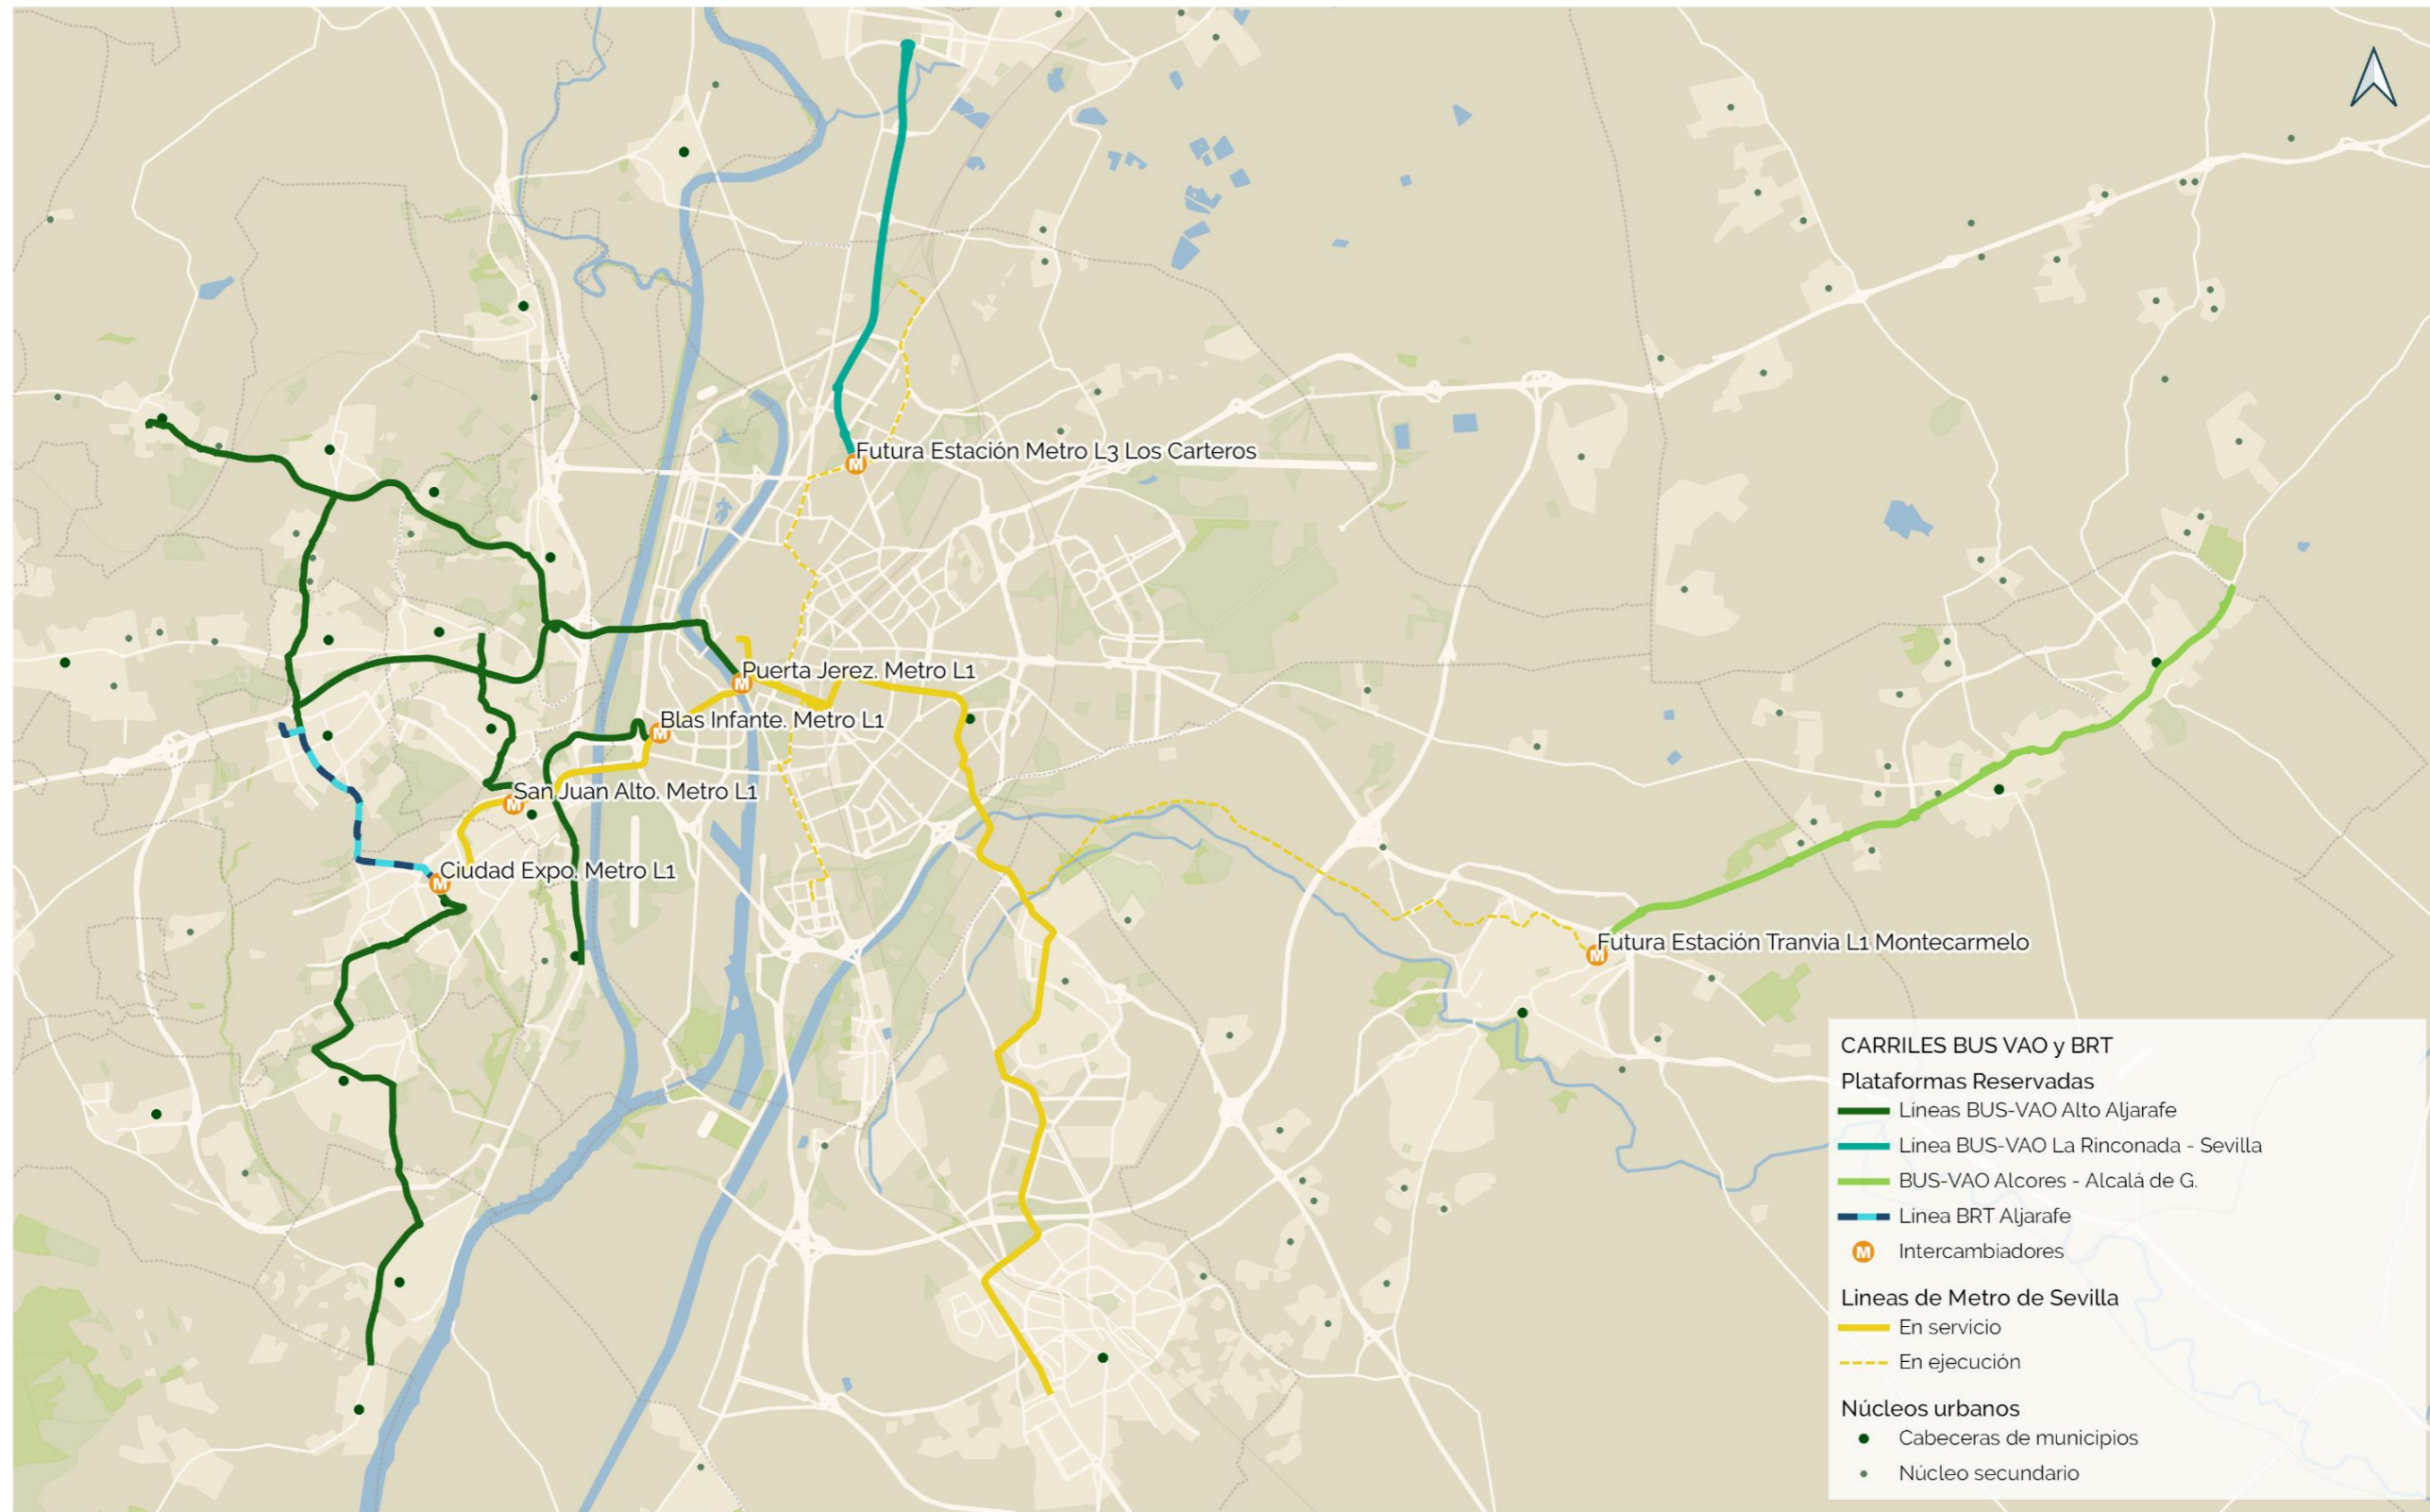 Futura Estación Metro L3 Los Carteros
M
Puerta Jerez. Metro L1
M
Blas Infante. Metro L1
M
San Juan Alto. Metro L1
M
Ciudad Expo. Metro L1
M
Futura Estación Tranvia L1 Montecarmelo
M
CARRILES BUS VAO y BRT
Plataformas Reservadas
Lineas BUS-VAO Alto Aljarafe
Linea BUS-VAO La Rinconada - Sevilla
BUS-VAO Alcores - Alcalá de G.
Linea BRT Aljarafe
M Intercambiadores
Lineas de Metro de Sevilla
En servicio
En ejecución
Núcleos urbanos
Cabeceras de municipios
Núcleo secundario